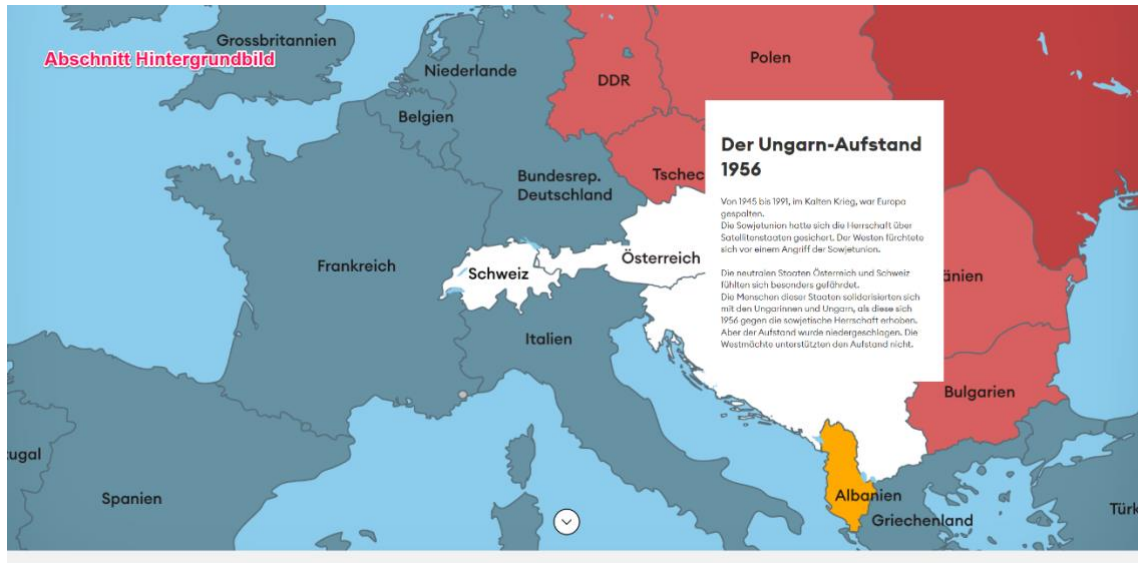 Grossbritannien
Abschnitt Hintergrundbild
Niederlande
DDR
Polen
Belgien
Bundesrep.
Deutschland
Tschec
Frankreich
Schweiz
Österreich
Italien
änien
Bulgarien
ugal
Spanien
Albanien
Griechenland
Türk
Der Ungarn-Aufstand
1956
Von 1945 bis 1991, im Kalten Krieg, war Europa
gespalten.
Die Sowjetunion hatte sich die Herrschaft über
Satellitenstaaten gesichert. Der Westen fürchtete
sich vor einem Angriff der Sowjetunion.
Die neutralen Staaten Österreich und Schweiz
fühlten sich besonders gefährdet.
Die Menschen dieser Staaten solidarisierten sich
mit den Ungarinnen und Ungarn, als diese sich
1956 gegen die sowjetische Herrschaft erhoben.
Aber der Aufstand wurde niedergeschlagen. Die
Westmächte unterstützten den Aufstand nicht.